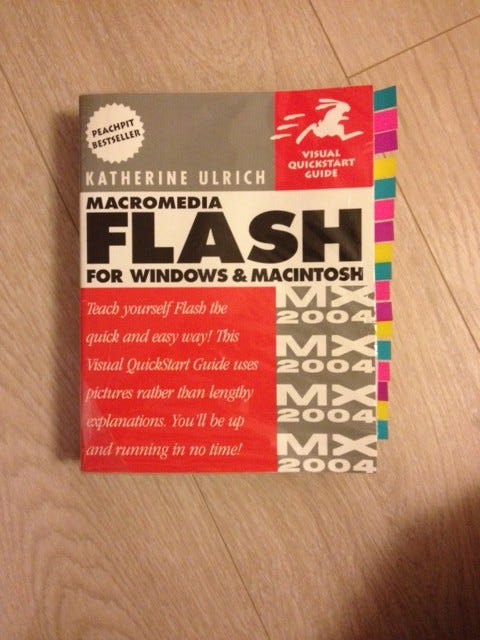 PEACHPIT
BESTSELLER
VISUAL
QUICKSTART
GUIDE
KATHERINE ULRICH
MACROMEDIA
FLASH
FOR WINDOWS & MACINTOSH
MX
2004
MX
2004
MX
2004
MX
2004
Teach yourself Flash the
quick and easy way! This
Visual QuickStart Guide uses
pictures rather than lengthy
explanations. You'll be up
and running in no time!